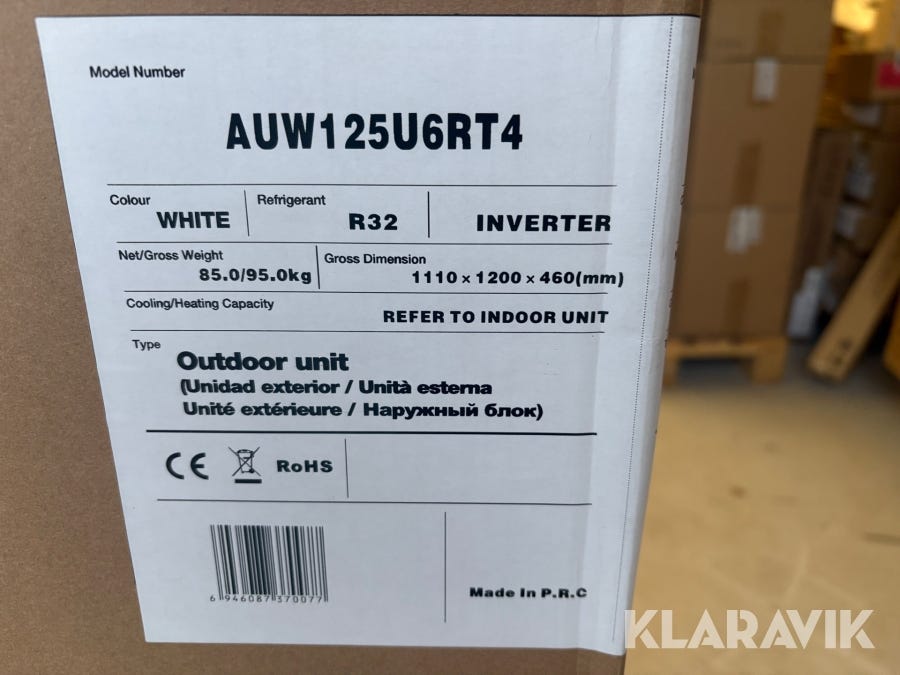 Model Number
AUW125U6RT4
Colour
WHITE
Refrigerant
R32
INVERTER
Net/Gross Weight
85.0/95.0kg
Gross Dimension
1110 x 1200 x 460(mm)
Cooling/Heating Capacity
REFER TO INDOOR UNIT
Type
Outdoor unit
(Unidad exterior / Unità esterna
Unité extérieure / Наружный блок)
CE
RoHS
6 946087 370077
Made In P.R.C
KLARAVIK